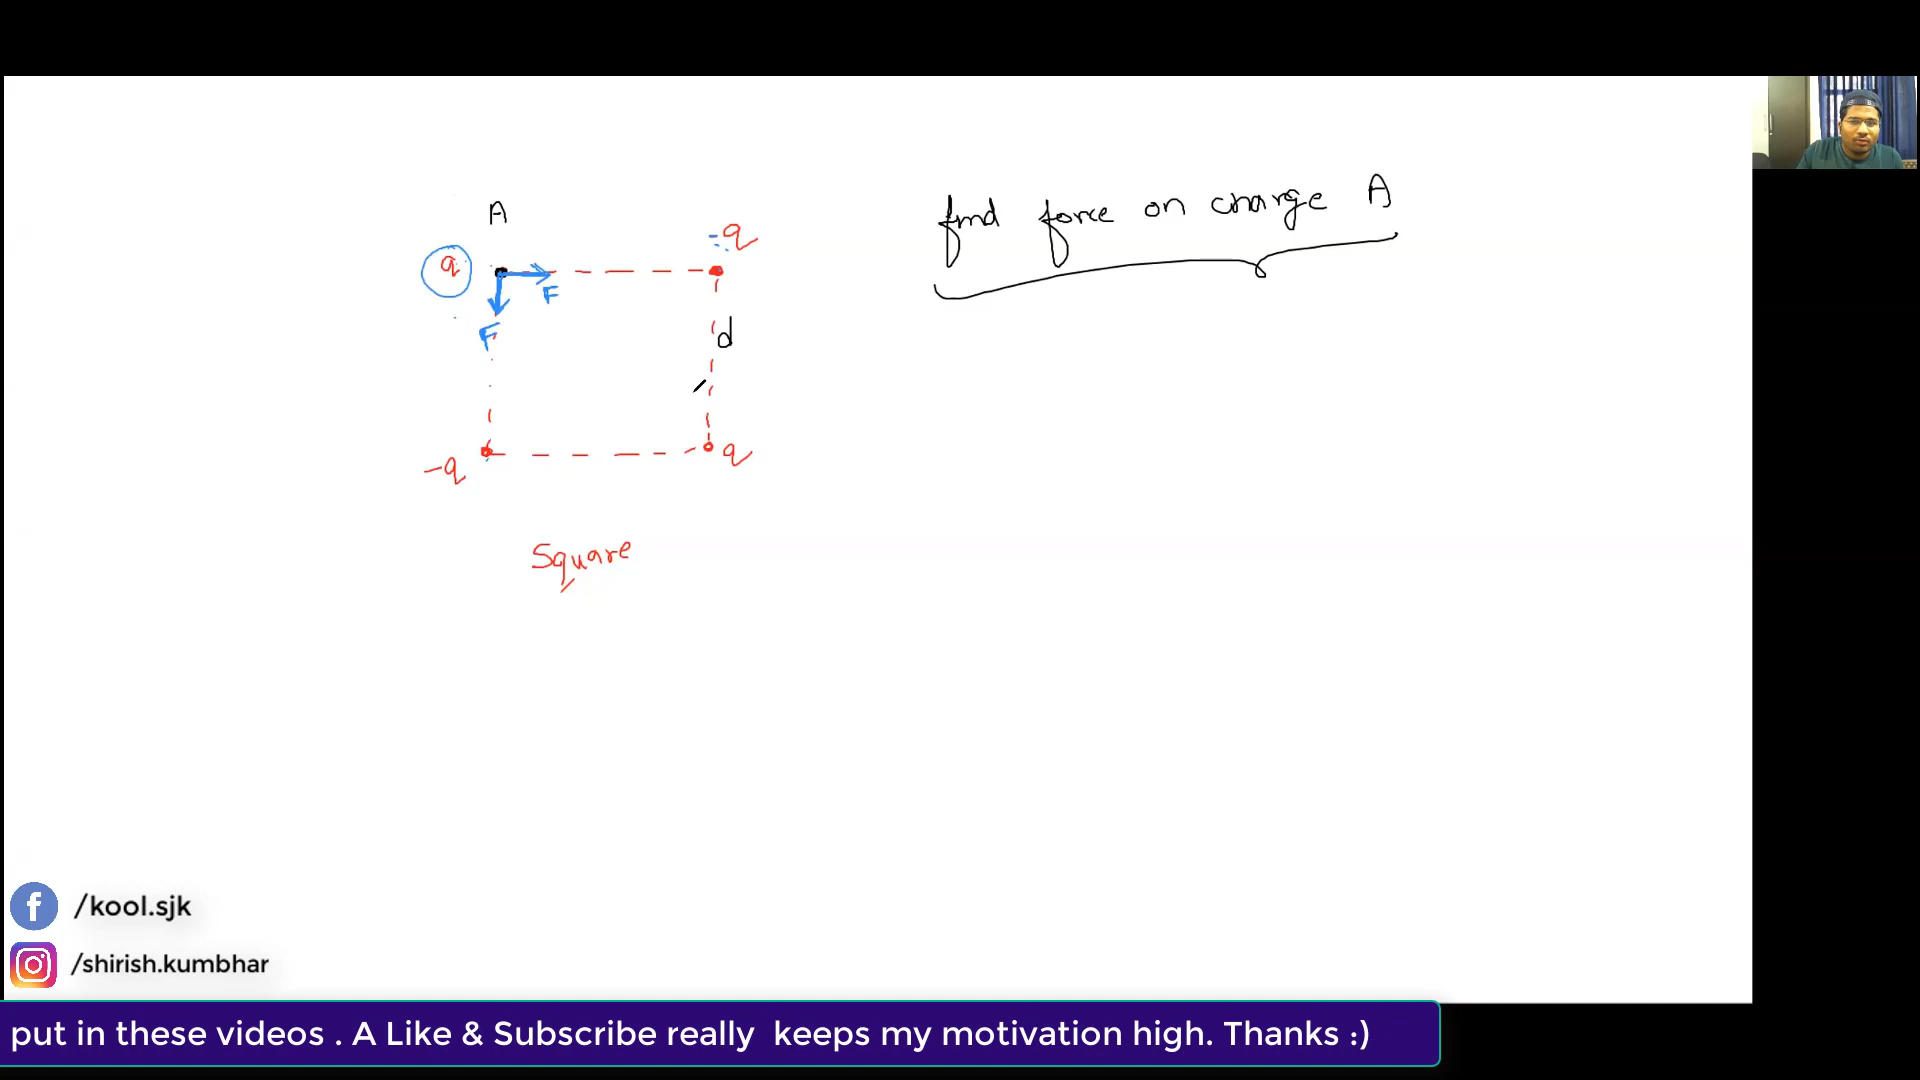 find force on charge A
A
q
-q
F
F
d
-q
q
Square
/kool.sjk
/shirish.kumbhar
put in these videos . A Like & Subscribe really keeps my motivation high. Thanks :)